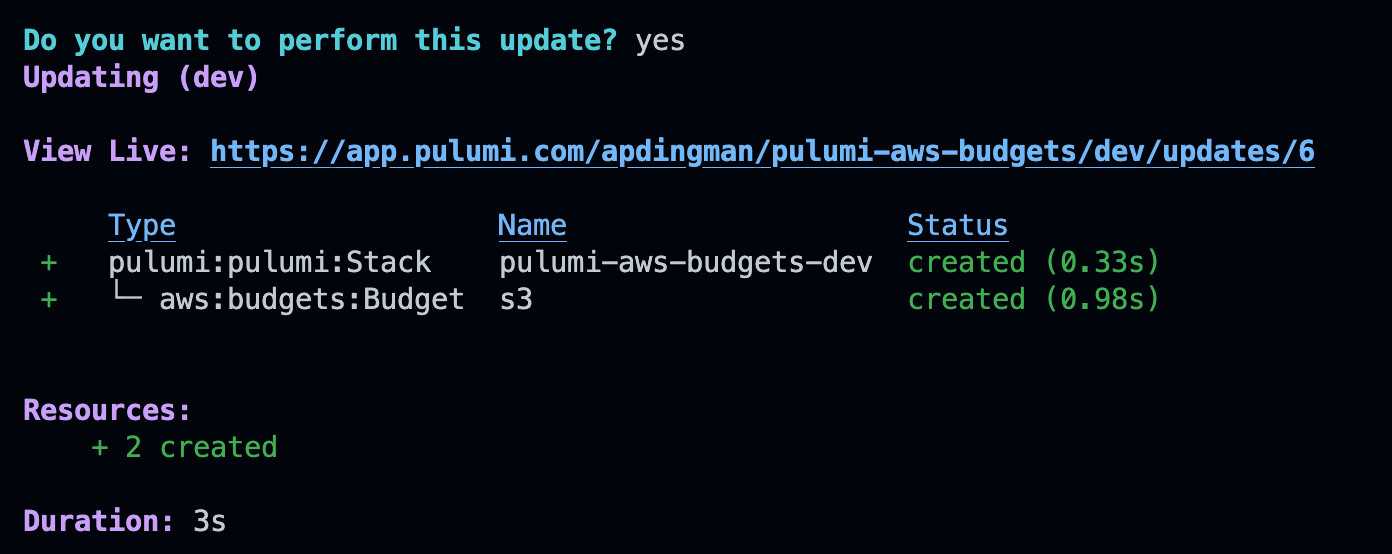 Do you want to perform this update? yes
Updating (dev)
View Live: https://app.pulumi.com/apdingman/pulumi-aws-budgets/dev/updates/6
Type Name Status
+ pulumi:pulumi:Stack pulumi-aws-budgets-dev created (0.33s)
+ └─ aws:budgets:Budget s3 created (0.98s)
Resources:
+ 2 created
Duration: 3s